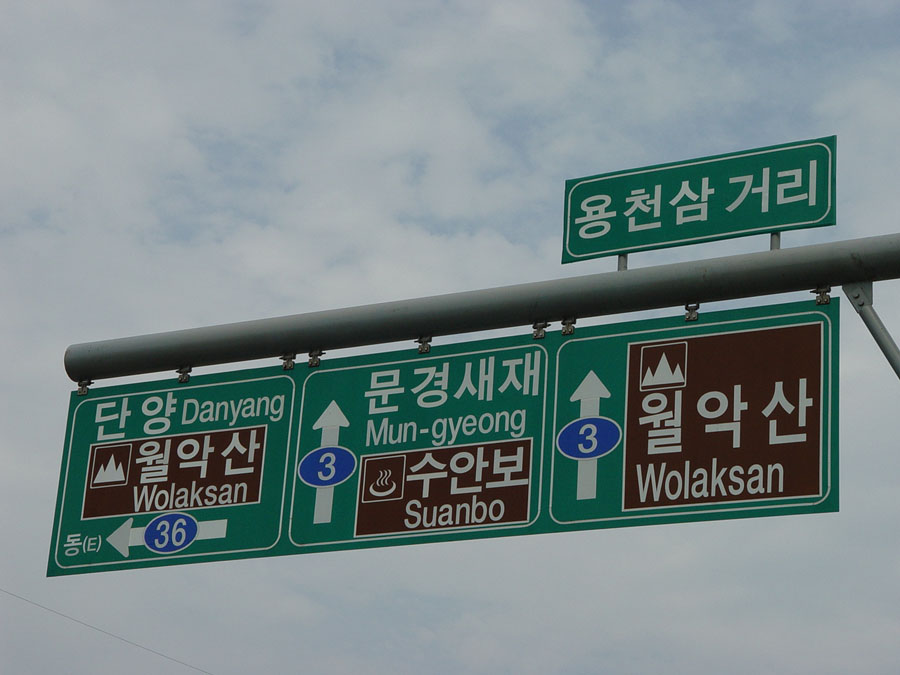 용천삼거리
단양 Danyang
월악산
Wolaksan
동(E) 36
문경새재
Mun-gyeong
3
수안보
Suanbo
3
월악산
Wolaksan